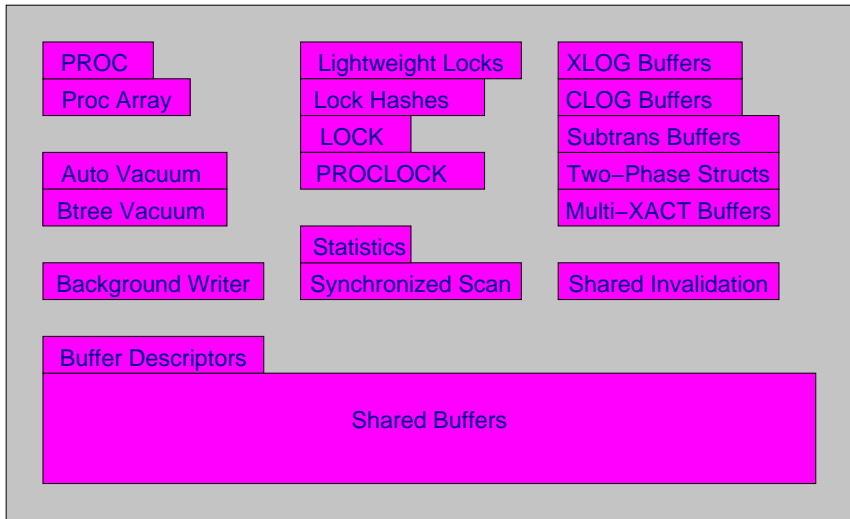 PROC
Proc Array
Auto Vacuum
Btree Vacuum
Background Writer
Lightweight Locks
Lock Hashes
LOCK
PROCLOCK
Statistics
Synchronized Scan
XLOG Buffers
CLOG Buffers
Subtrans Buffers
Two−Phase Structs
Multi−XACT Buffers
Shared Invalidation
Buffer Descriptors
Shared Buffers